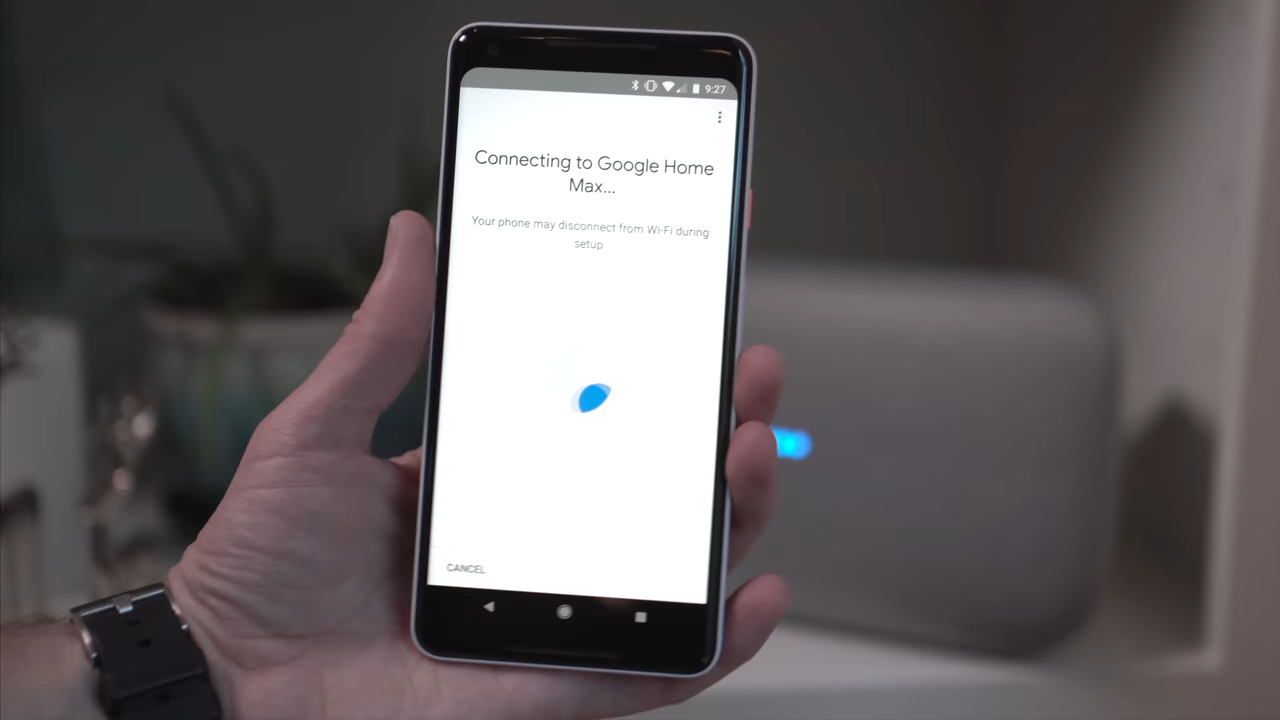 9:27
Connecting to Google Home
Max...
Your phone may disconnect from Wi-Fi during
setup
CANCEL